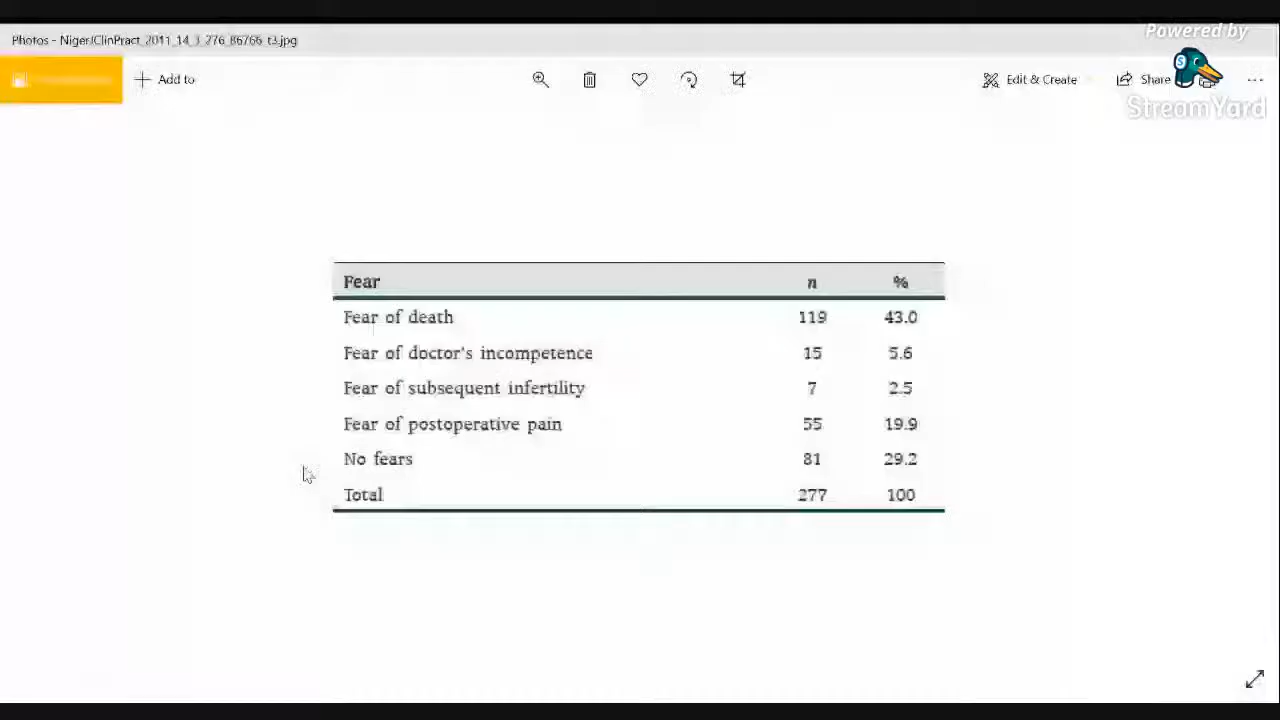 Powered by
Photos - NigerJClinPract_2011_14_3_276_86766_t3.jpg
Add to
Edit & Create
Share
S
StreamYard
Fear n %
Fear of death 119 43.0
Fear of doctor's incompetence 15 5.6
Fear of subsequent infertility 7 2.5
Fear of postoperative pain 55 19.9
No fears 81 29.2
Total 277 100